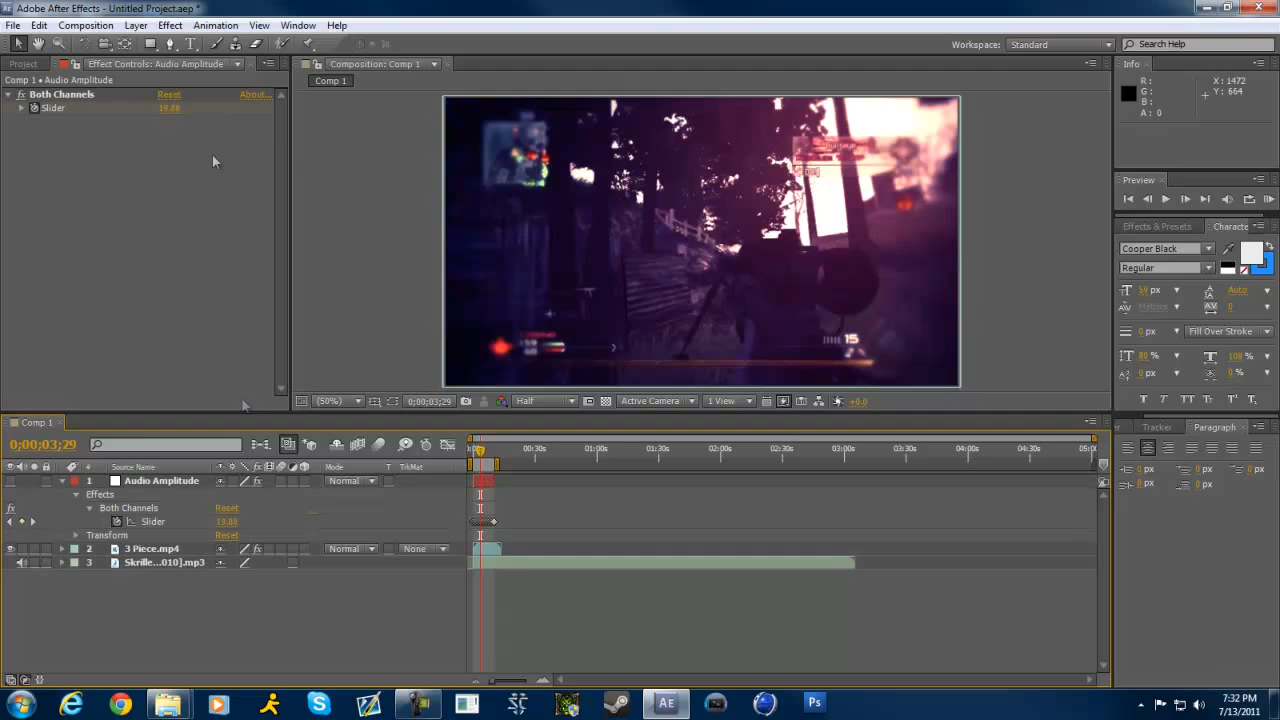 Adobe After Effects - Untitled Project.aep *
File Edit Composition Layer Effect Animation View Window Help
Workspace: Standard Search Help
Project Effect Controls: Audio Amplitude Composition: Comp 1 Info
Comp 1 • Audio Amplitude Comp 1
Both Channels Reset About...
Slider 19.88
R: X: 1472
G: Y: 664
B:
A: 0
Preview
Effects & Presets Characte
Cooper Black
Regular
59 px Auto
Metrics 0
0 px Fill Over Stroke
80 % 108 %
0 px 0 %
T T TT Tr T T,
15
(50%) 0;00;03;29 Half Active Camera 1 View +0.0
Comp 1 Tracker Paragraph
0;00;03;29
00:30s 01:00s 01:30s 02:00s 02:30s 03:00s 03:30s 04:00s 04:30s 05:0
# Source Name Mode T TrkMat
1 Audio Amplitude Normal
Effects
Both Channels Reset
Slider 19.88
Transform Reset
2 3 Piece.mp4 Normal None
3 Skrille...010].mp3
0 px 0 px 0 px
0 px 0 px
Ae Ps
7:32 PM
7/13/2011